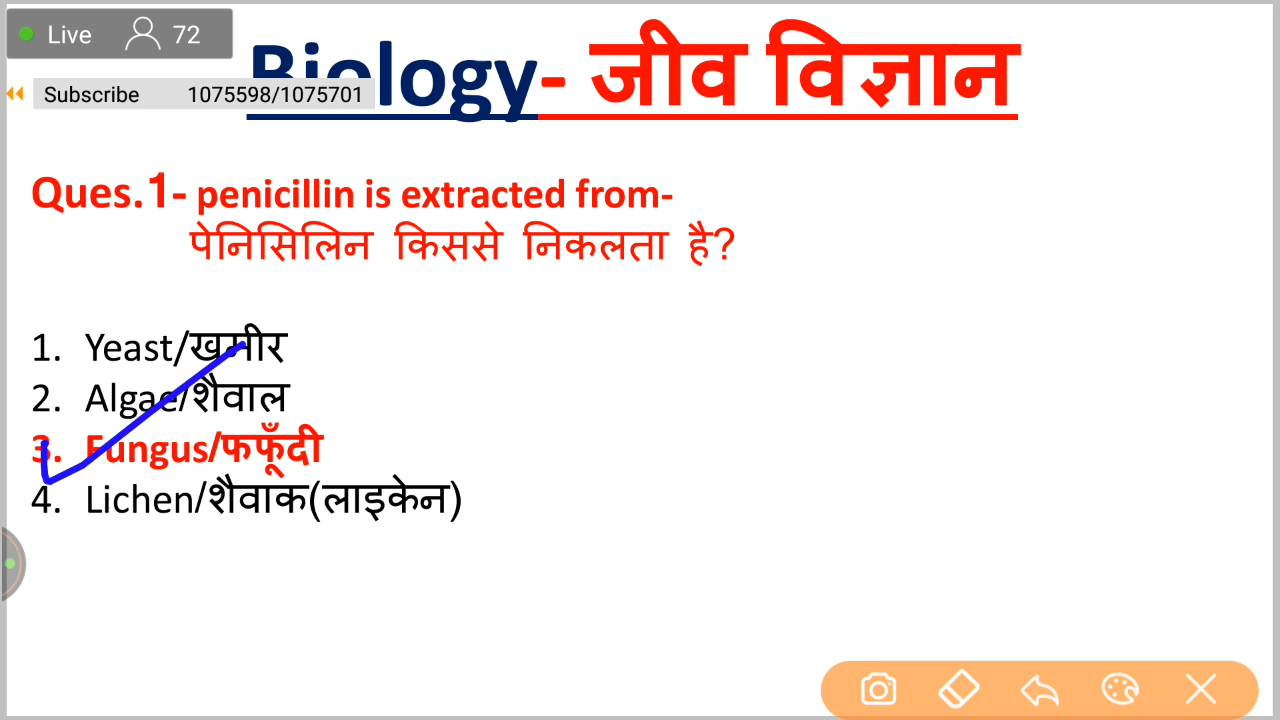 Live 72
Subscribe 1075598/1075701
Biology- जीव विज्ञान
Ques.1- penicillin is extracted from-
पेनिसिलिन किससे निकलता है?
1. Yeast/खमीर
2. Algae/शैवाल
3. Fungus/फफूँदी
4. Lichen/शैवाक(लाइकेन)